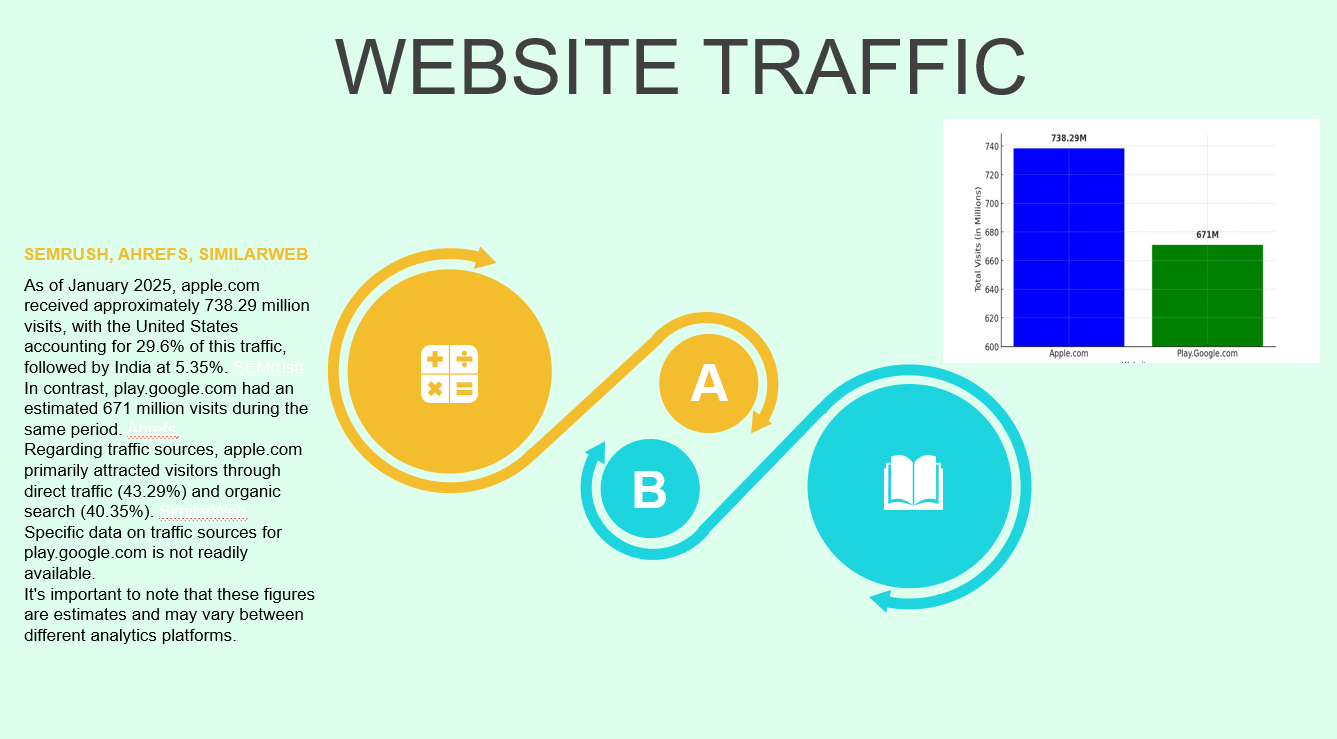 WEBSITE TRAFFIC
SEMRUSH, AHREFS, SIMILARWEB
As of January 2025, apple.com
received approximately 738.29 million
visits, with the United States
accounting for 29.6% of this traffic,
followed by India at 5.35%. SEMrush
In contrast, play.google.com had an
estimated 671 million visits during the
same period. Ahrefs
Regarding traffic sources, apple.com
primarily attracted visitors through
direct traffic (43.29%) and organic
search (40.35%). SimilarWeb
Specific data on traffic sources for
play.google.com is not readily
available.
It's important to note that these figures
are estimates and may vary between
different analytics platforms.
A
B
738.29M
671M
Total Visits (in Millions)
740
720
700
680
660
640
620
600
Apple.com
Play.Google.com